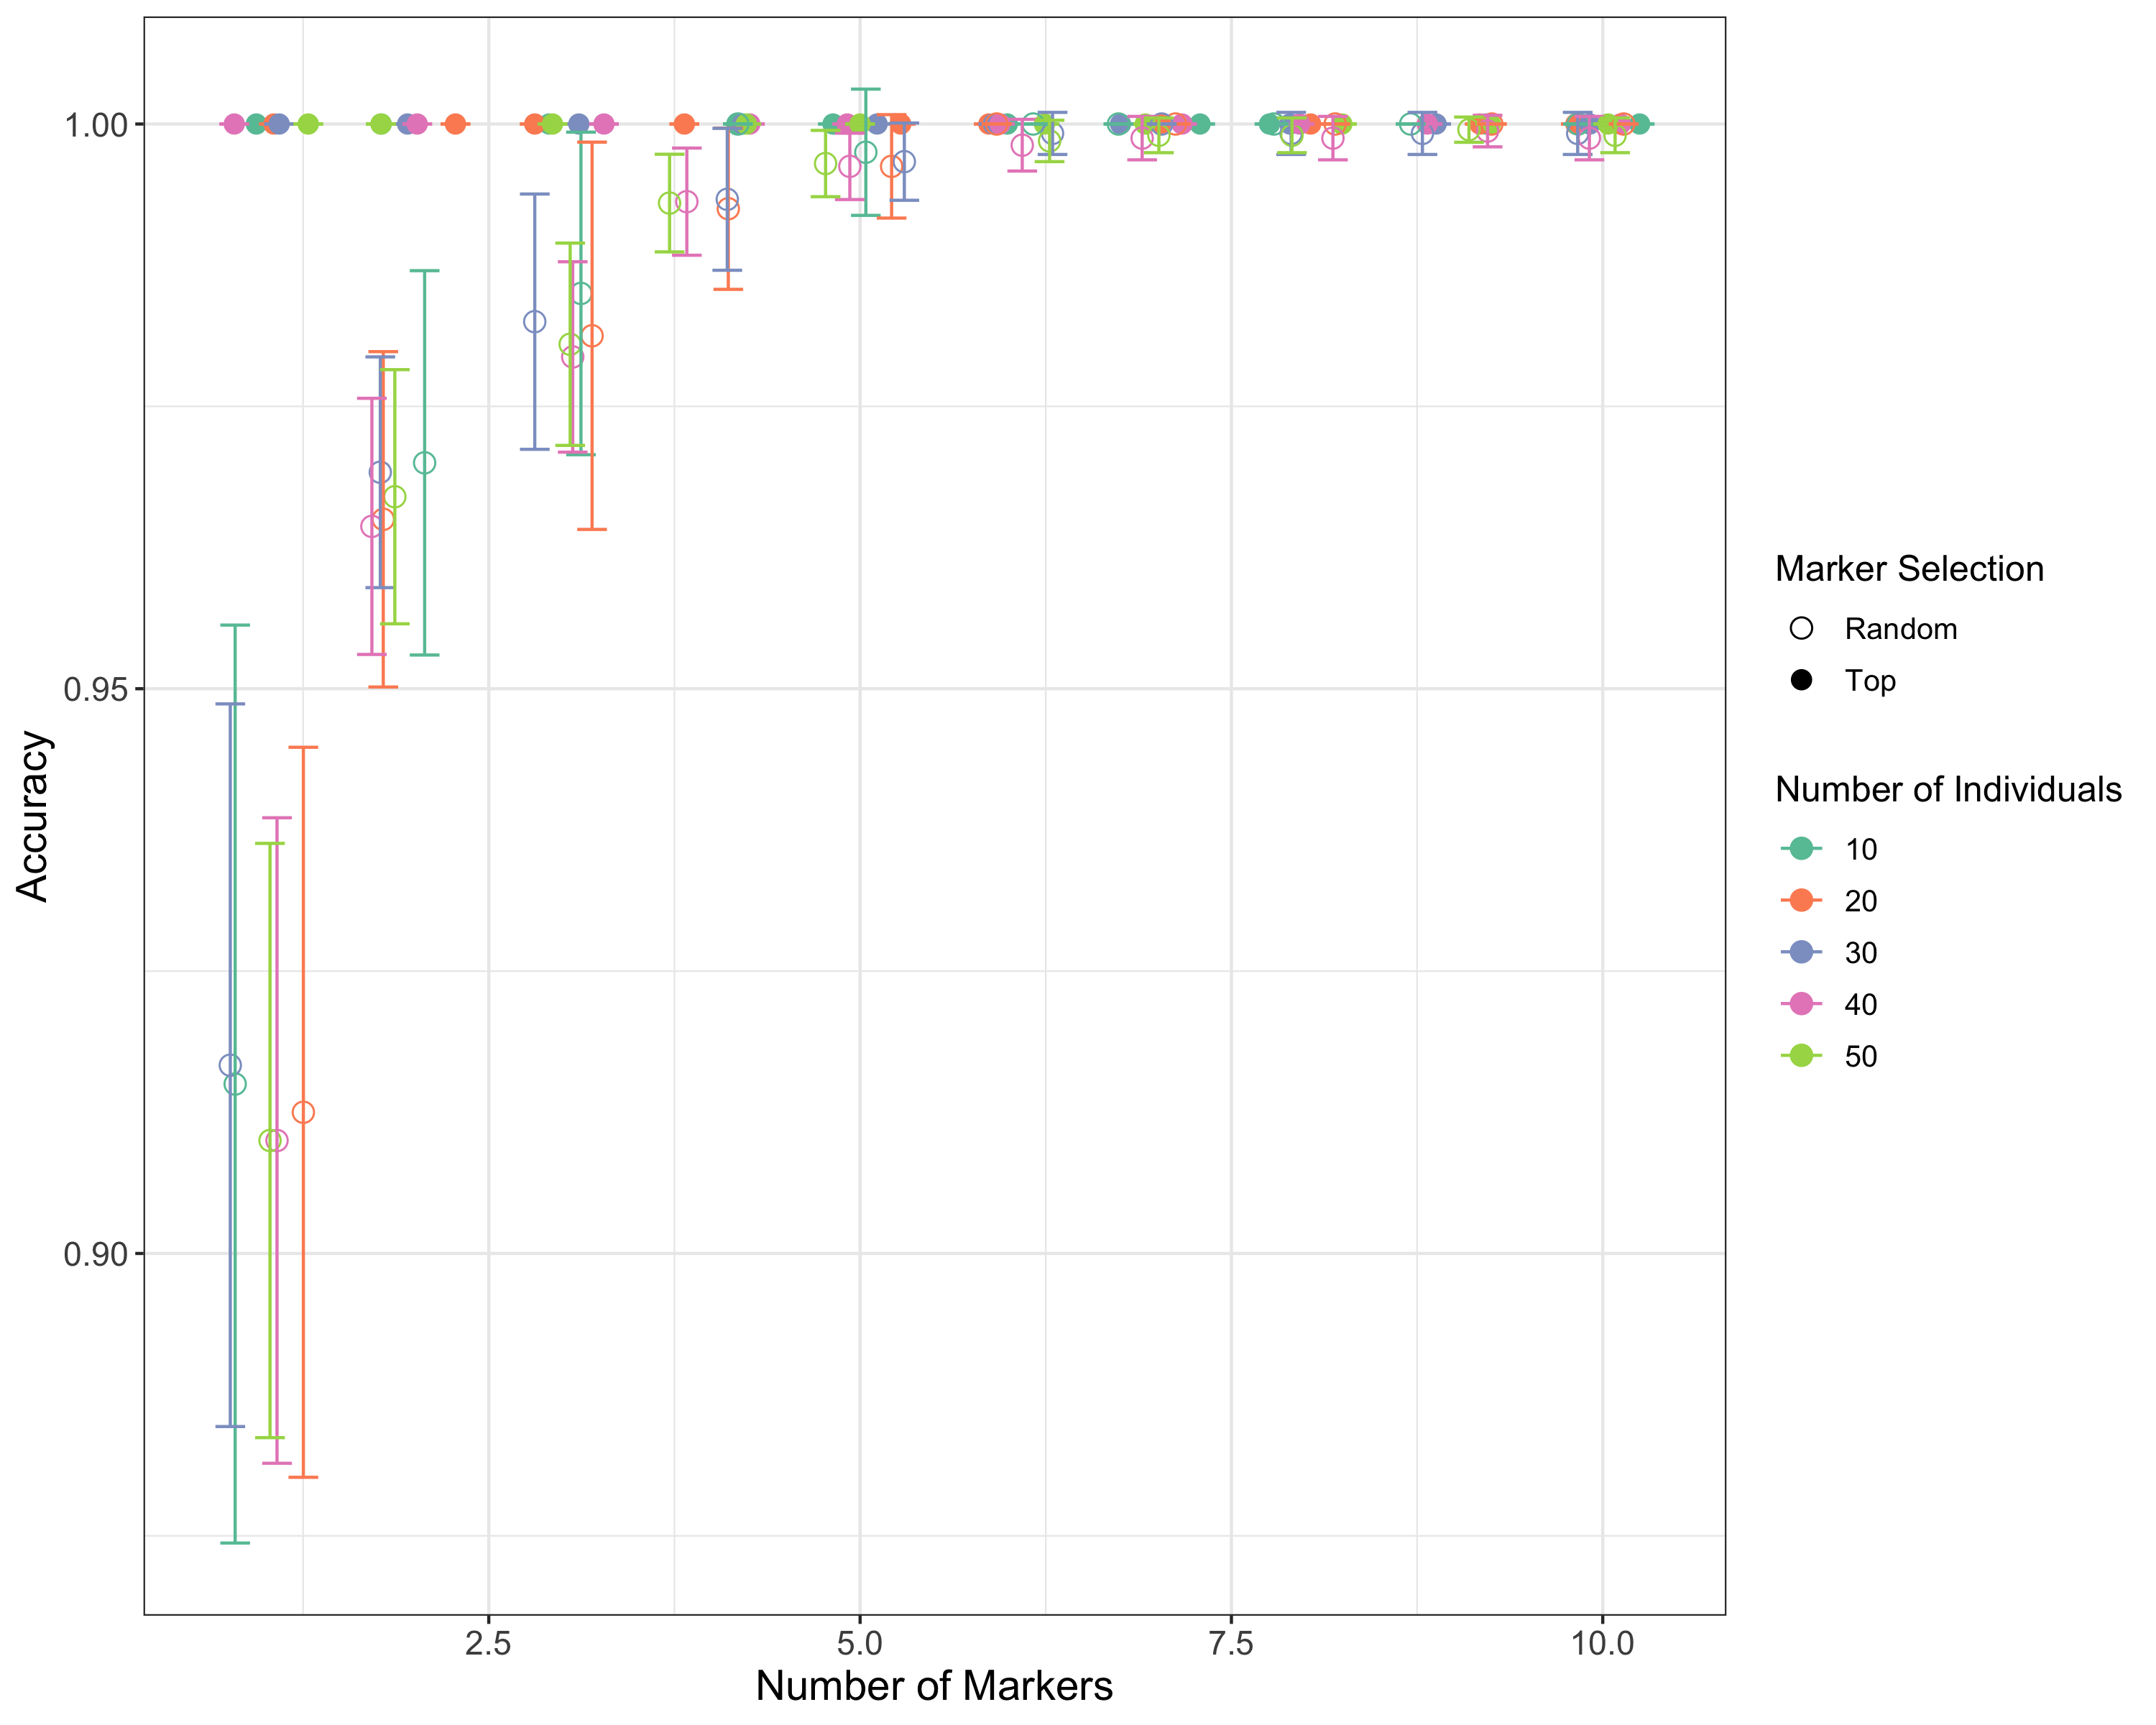 1.00
0.95
0.90
Accuracy
2.5
5.0
7.5
10.0
Number of Markers
Marker Selection
Random
Top
Number of Individuals
10
20
30
40
50